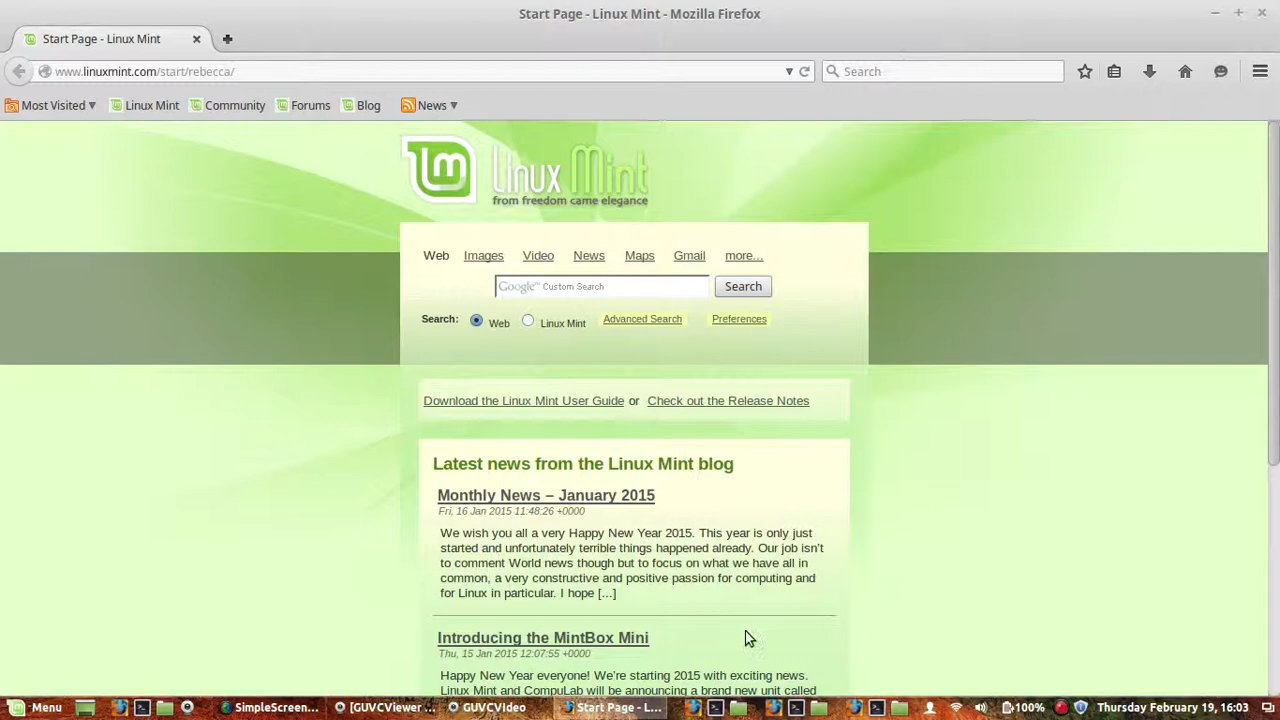 Start Page - Linux Mint - Mozilla Firefox
Start Page - Linux Mint
www.linuxmint.com/start/rebecca/
Search
Most Visited Linux Mint Community Forums Blog News
Linux Mint
from freedom came elegance
Web Images Video News Maps Gmail more...
Google™ Custom Search Search
Search: Web Linux Mint Advanced Search Preferences
Download the Linux Mint User Guide or Check out the Release Notes
Latest news from the Linux Mint blog
Monthly News – January 2015
Fri, 16 Jan 2015 11:48:26 +0000
We wish you all a very Happy New Year 2015. This year is only just
started and unfortunately terrible things happened already. Our job isn't
to comment World news though but to focus on what we have all in
common, a very constructive and positive passion for computing and
for Linux in particular. I hope [...]
Introducing the MintBox Mini
Thu, 15 Jan 2015 12:07:55 +0000
Happy New Year everyone! We're starting 2015 with exciting news.
Linux Mint and CompuLab will be announcing a brand new unit called
Menu SimpleScreen... [GUVCViewer ... GUVCVideo Start Page - L... 100% Thursday February 19, 16:03